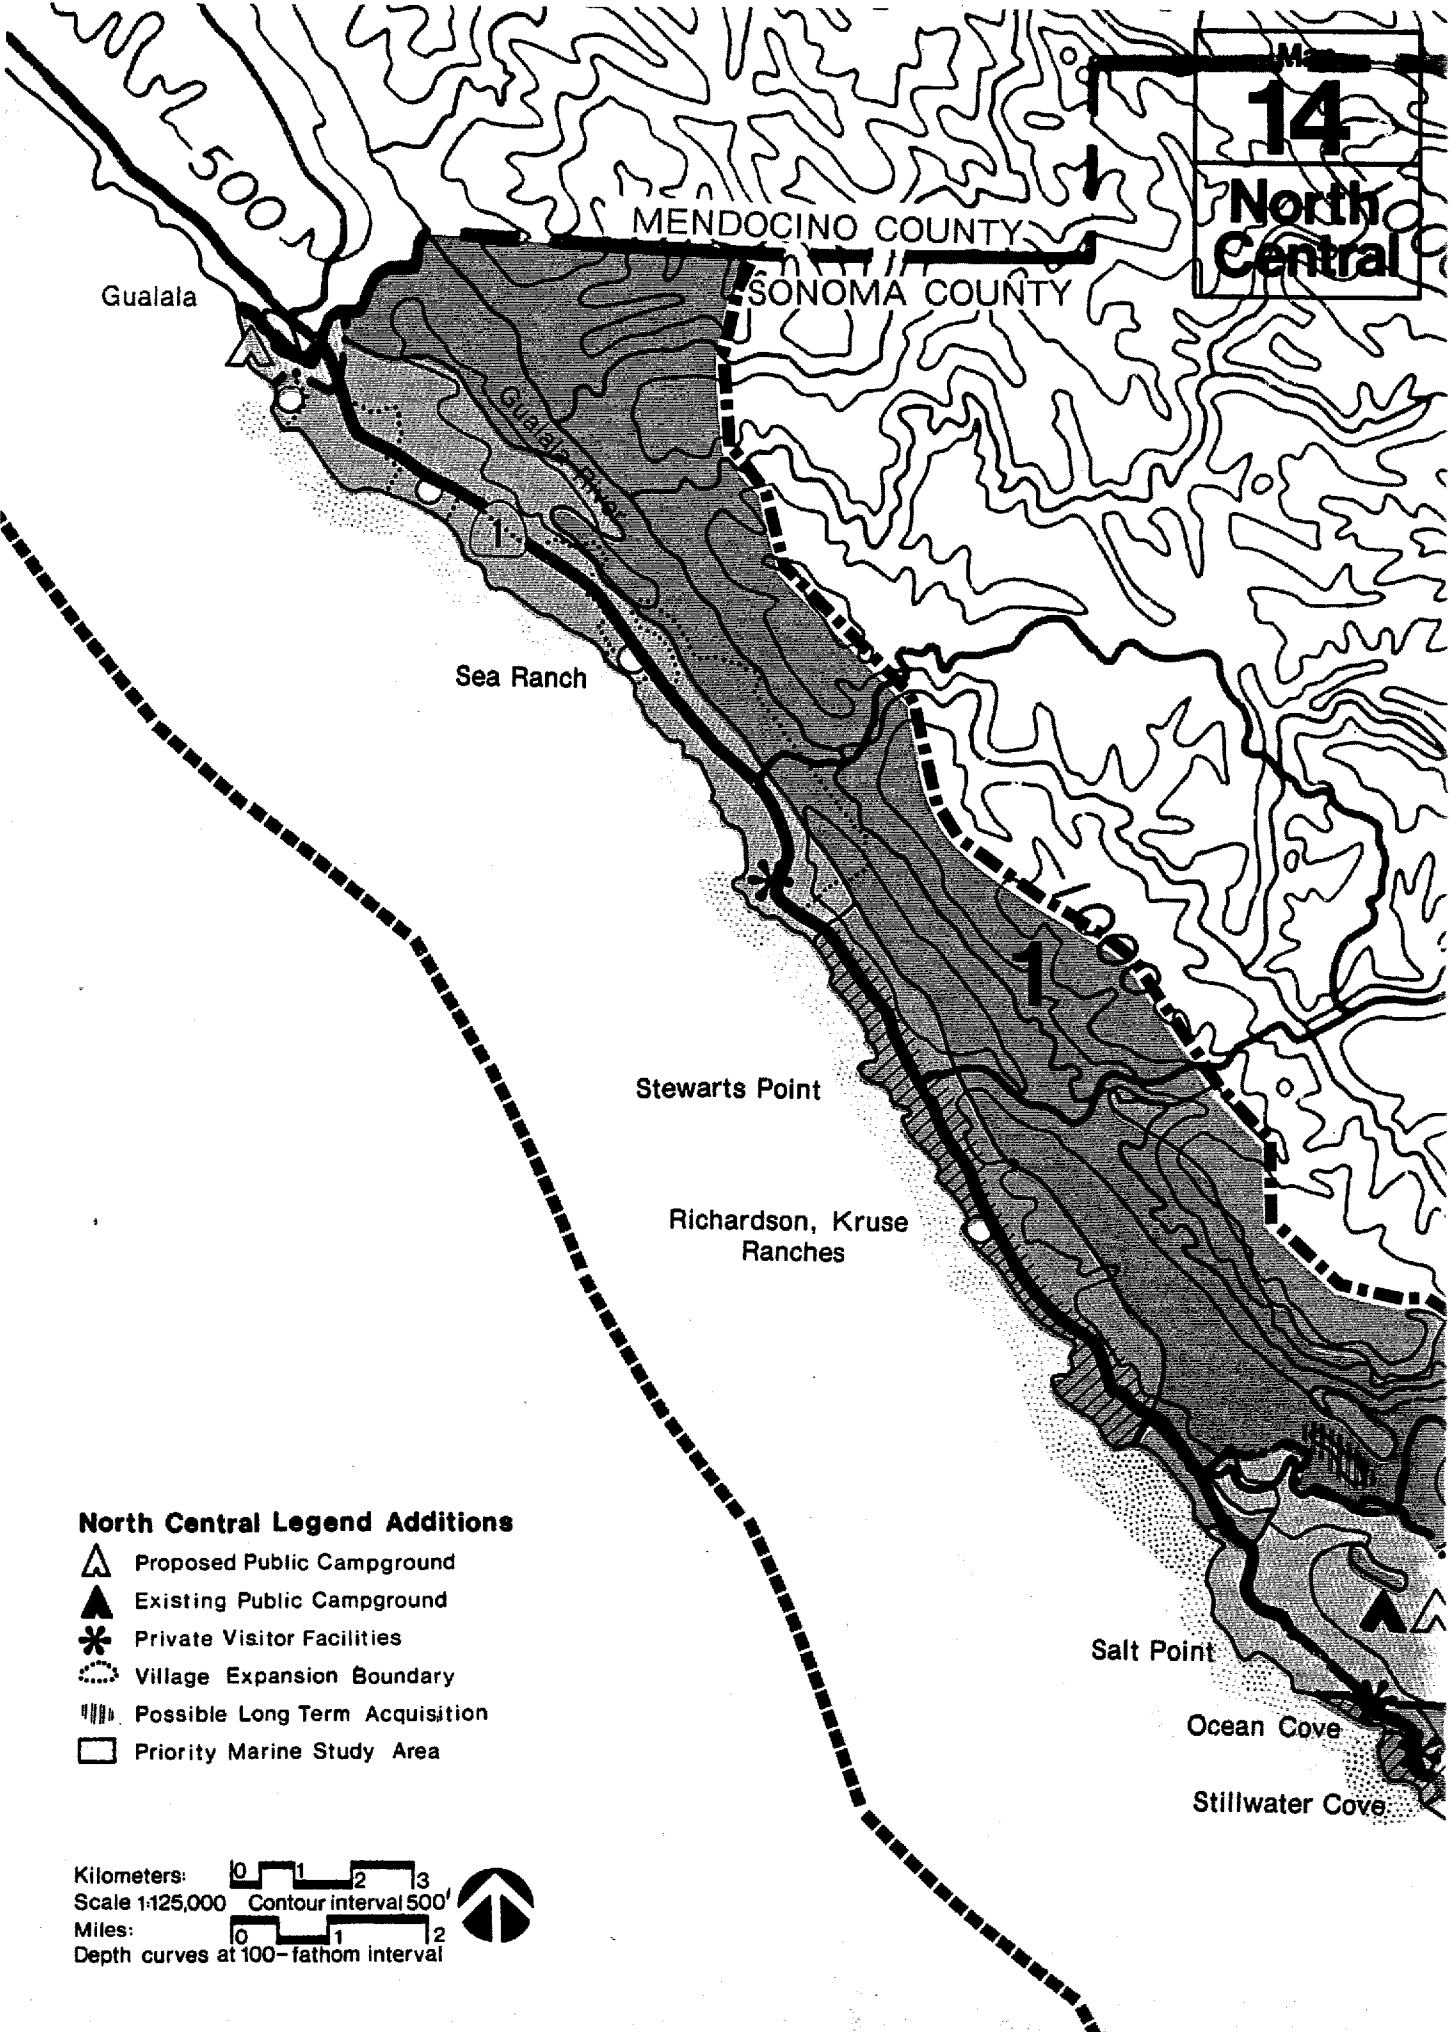 Map
14
North
Central
500
MENDOCINO COUNTY
SONOMA COUNTY
Gualala
Gualala River
1
Sea Ranch
1000
1
Stewarts Point
Richardson, Kruse
Ranches
Salt Point
Ocean Cove
Stillwater Cove
North Central Legend Additions
Proposed Public Campground
Existing Public Campground
Private Visitor Facilities
Village Expansion Boundary
Possible Long Term Acquisition
Priority Marine Study Area
Kilometers: 0 1 2 3
Scale 1:125,000 Contour interval 500'
Miles: 0 1 2
Depth curves at 100-fathom interval